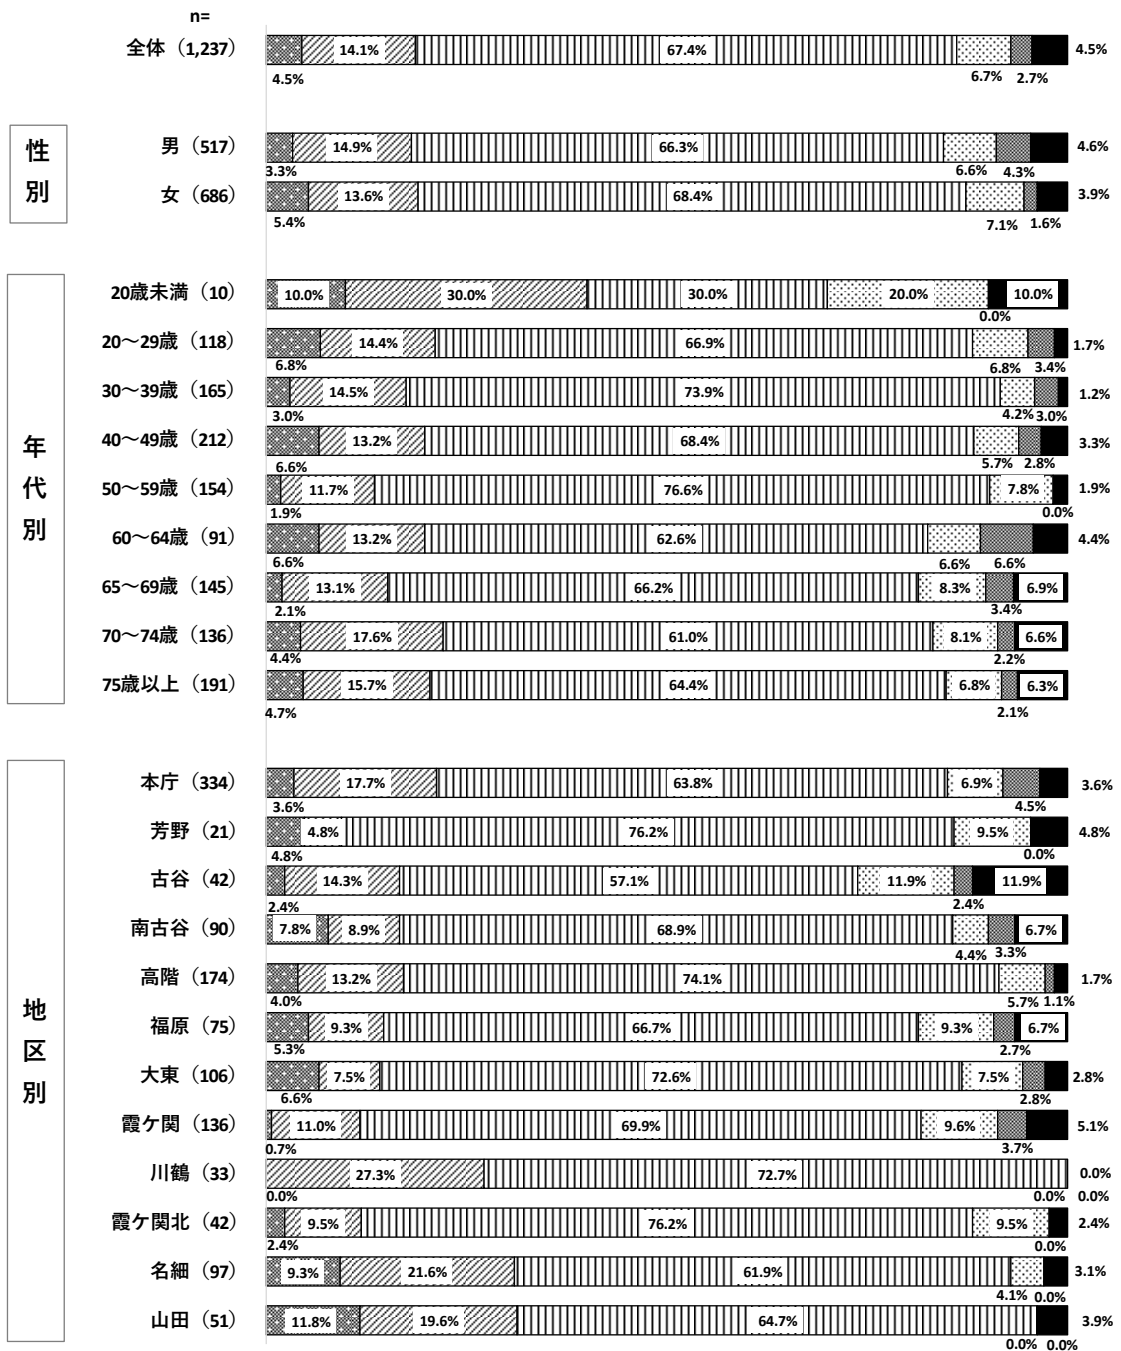 n=
全体（1,237） 14.1% 67.4% 4.5%
4.5% 6.7% 2.7%
性別
男（517） 14.9% 66.3% 4.6%
3.3% 6.6% 4.3%
女（686） 13.6% 68.4% 3.9%
5.4% 7.1% 1.6%
年代別
20歳未満（10） 10.0% 30.0% 30.0% 20.0% 10.0%
0.0%
20～29歳（118） 14.4% 66.9% 1.7%
6.8% 6.8% 3.4%
30～39歳（165） 14.5% 73.9% 1.2%
3.0% 4.2% 3.0%
40～49歳（212） 13.2% 68.4% 3.3%
6.6% 5.7% 2.8%
50～59歳（154） 11.7% 76.6% 7.8% 1.9%
1.9% 0.0%
60～64歳（91） 13.2% 62.6% 4.4%
6.6% 6.6% 6.6%
65～69歳（145） 13.1% 66.2% 8.3% 6.9%
2.1% 3.4%
70～74歳（136） 17.6% 61.0% 8.1% 6.6%
4.4% 2.2%
75歳以上（191） 15.7% 64.4% 6.8% 6.3%
4.7% 2.1%
地区別
本庁（334） 17.7% 63.8% 6.9% 3.6%
3.6% 4.5%
芳野（21） 4.8% 76.2% 9.5% 4.8%
4.8% 0.0%
古谷（42） 14.3% 57.1% 11.9% 11.9%
2.4% 2.4%
南古谷（90） 7.8% 8.9% 68.9% 6.7%
4.4% 3.3%
高階（174） 13.2% 74.1% 1.7%
4.0% 5.7% 1.1%
福原（75） 9.3% 66.7% 9.3% 6.7%
5.3% 2.7%
大東（106） 7.5% 72.6% 7.5% 2.8%
6.6% 2.8%
霞ケ関（136） 11.0% 69.9% 9.6% 5.1%
0.7% 3.7%
川鶴（33） 27.3% 72.7% 0.0%
0.0% 0.0% 0.0%
霞ケ関北（42） 9.5% 76.2% 9.5% 2.4%
2.4% 0.0%
名細（97） 9.3% 21.6% 61.9% 3.1%
4.1% 0.0%
山田（51） 11.8% 19.6% 64.7% 3.9%
0.0% 0.0%